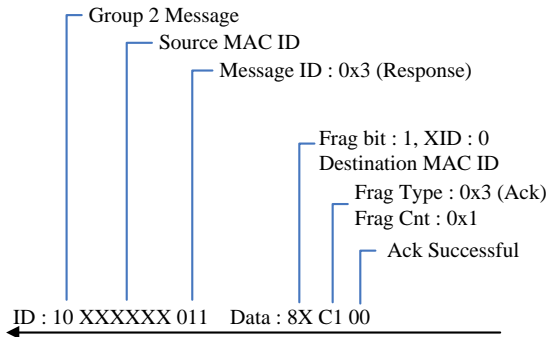 Group 2 Message
Source MAC ID
Message ID : 0x3 (Response)
Frag bit : 1, XID : 0
Destination MAC ID
Frag Type : 0x3 (Ack)
Frag Cnt : 0x1
Ack Successful
ID : 10 XXXXXX 011 Data : 8X C1 00